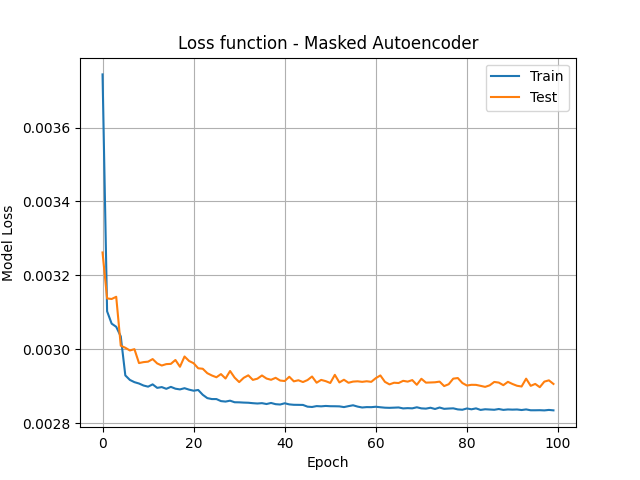 Loss function - Masked Autoencoder
Train
Test
0.0036
0.0034
0.0032
0.0030
0.0028
Model Loss
0 20 40 60 80 100
Epoch